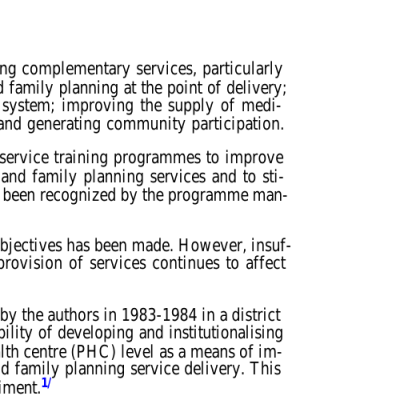 ng complementary services, particularly
d family planning at the point of delivery;
system; improving the supply of medi-
and generating community participation.
service training programmes to improve
and family planning services and to sti-
been recognized by the programme man-
bjectives has been made. However, insuf-
provision of services continues to affect
by the authors in 1983-1984 in a district
bility of developing and institutionalising
lth centre (PHC) level as a means of im-
d family planning service delivery. This
iment.1/